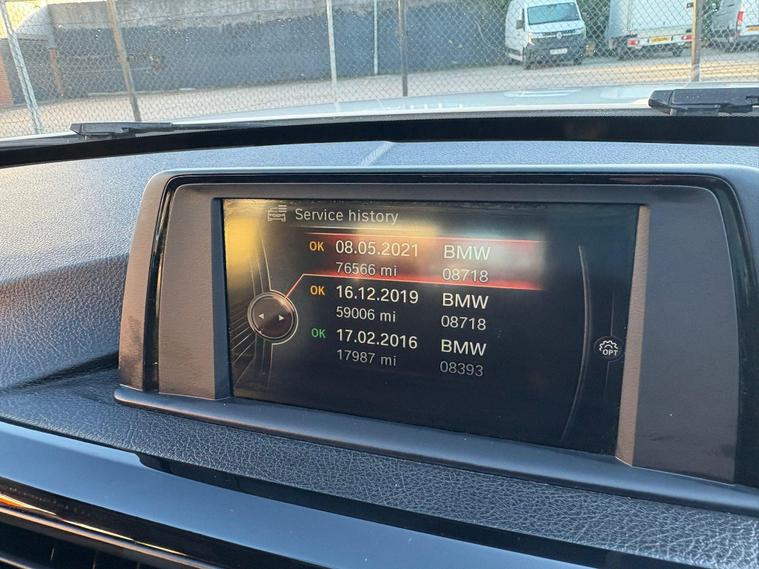 Service history
OK 08.05.2021 BMW
76566 mi 08718
OK 16.12.2019 BMW
59006 mi 08718
OK 17.02.2016 BMW
17987 mi 08393
OPT